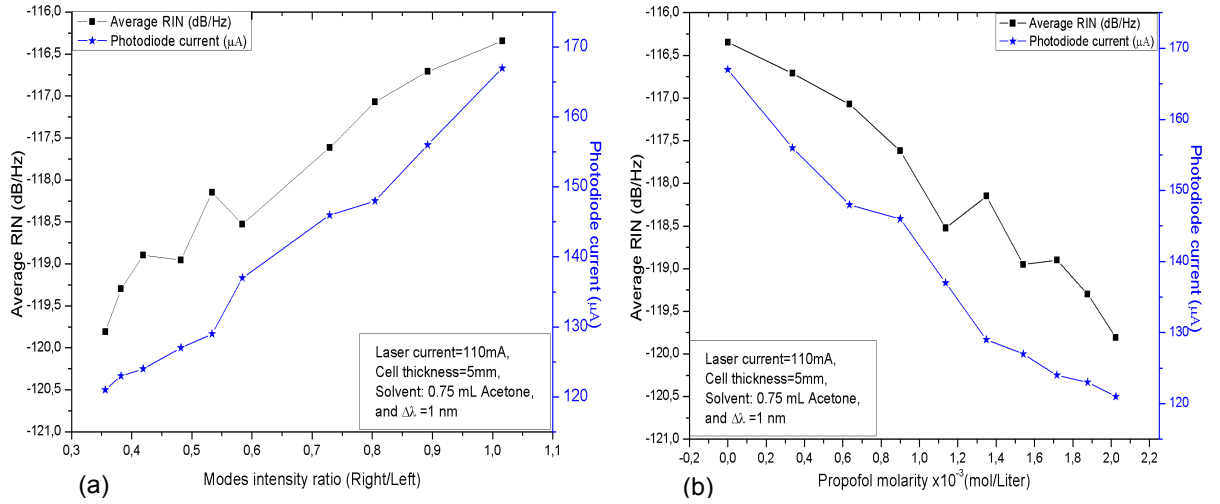 Average RIN (dB/Hz)
Photodiode current (μA)
-116,0
-116,5
-117,0
-117,5
-118,0
-118,5
-119,0
-119,5
-120,0
-120,5
-121,0
Average RIN (dB/Hz)
170
160
150
140
130
120
Photodiode current (μA)
Laser current=110mA,
Cell thickness=5mm,
Solvent: 0.75 mL Acetone,
and Δλ =1 nm
0,3 0,4 0,5 0,6 0,7 0,8 0,9 1,0 1,1
Modes intensity ratio (Right/Left)
(a)
Average RIN (dB/Hz)
Photodiode current (μA)
-116,0
-116,5
-117,0
-117,5
-118,0
-118,5
-119,0
-119,5
-120,0
-120,5
-121,0
Average RIN (dB/Hz)
170
160
150
140
130
120
Photodiode current (μA)
Laser current=110mA,
Cell thickness=5mm,
Solvent: 0.75 mL Acetone,
and Δλ =1 nm
-0,2 0,0 0,2 0,4 0,6 0,8 1,0 1,2 1,4 1,6 1,8 2,0 2,2
Propofol molarity x10⁻³(mol/Liter)
(b)